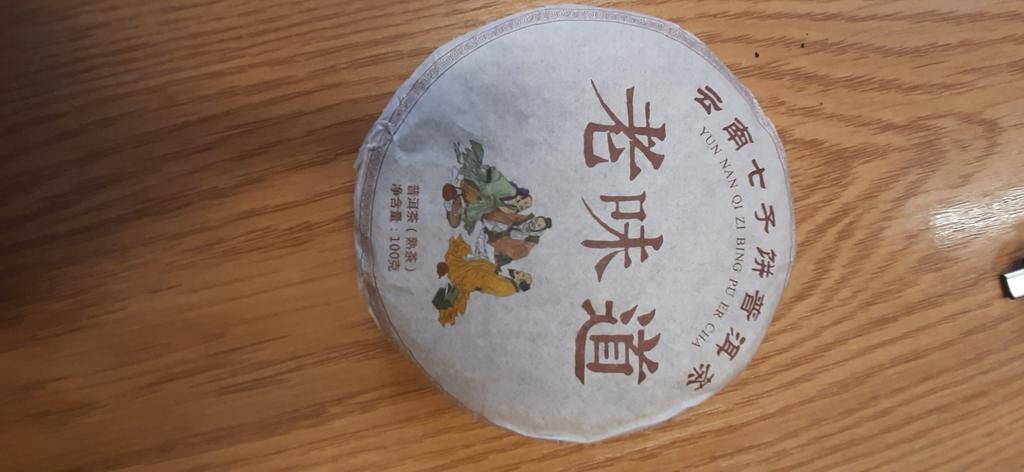 云南七子饼普洱茶
YUN NAN QI ZI BING PU ER CHA
老味道
普洱茶（熟茶）
净含量：100克